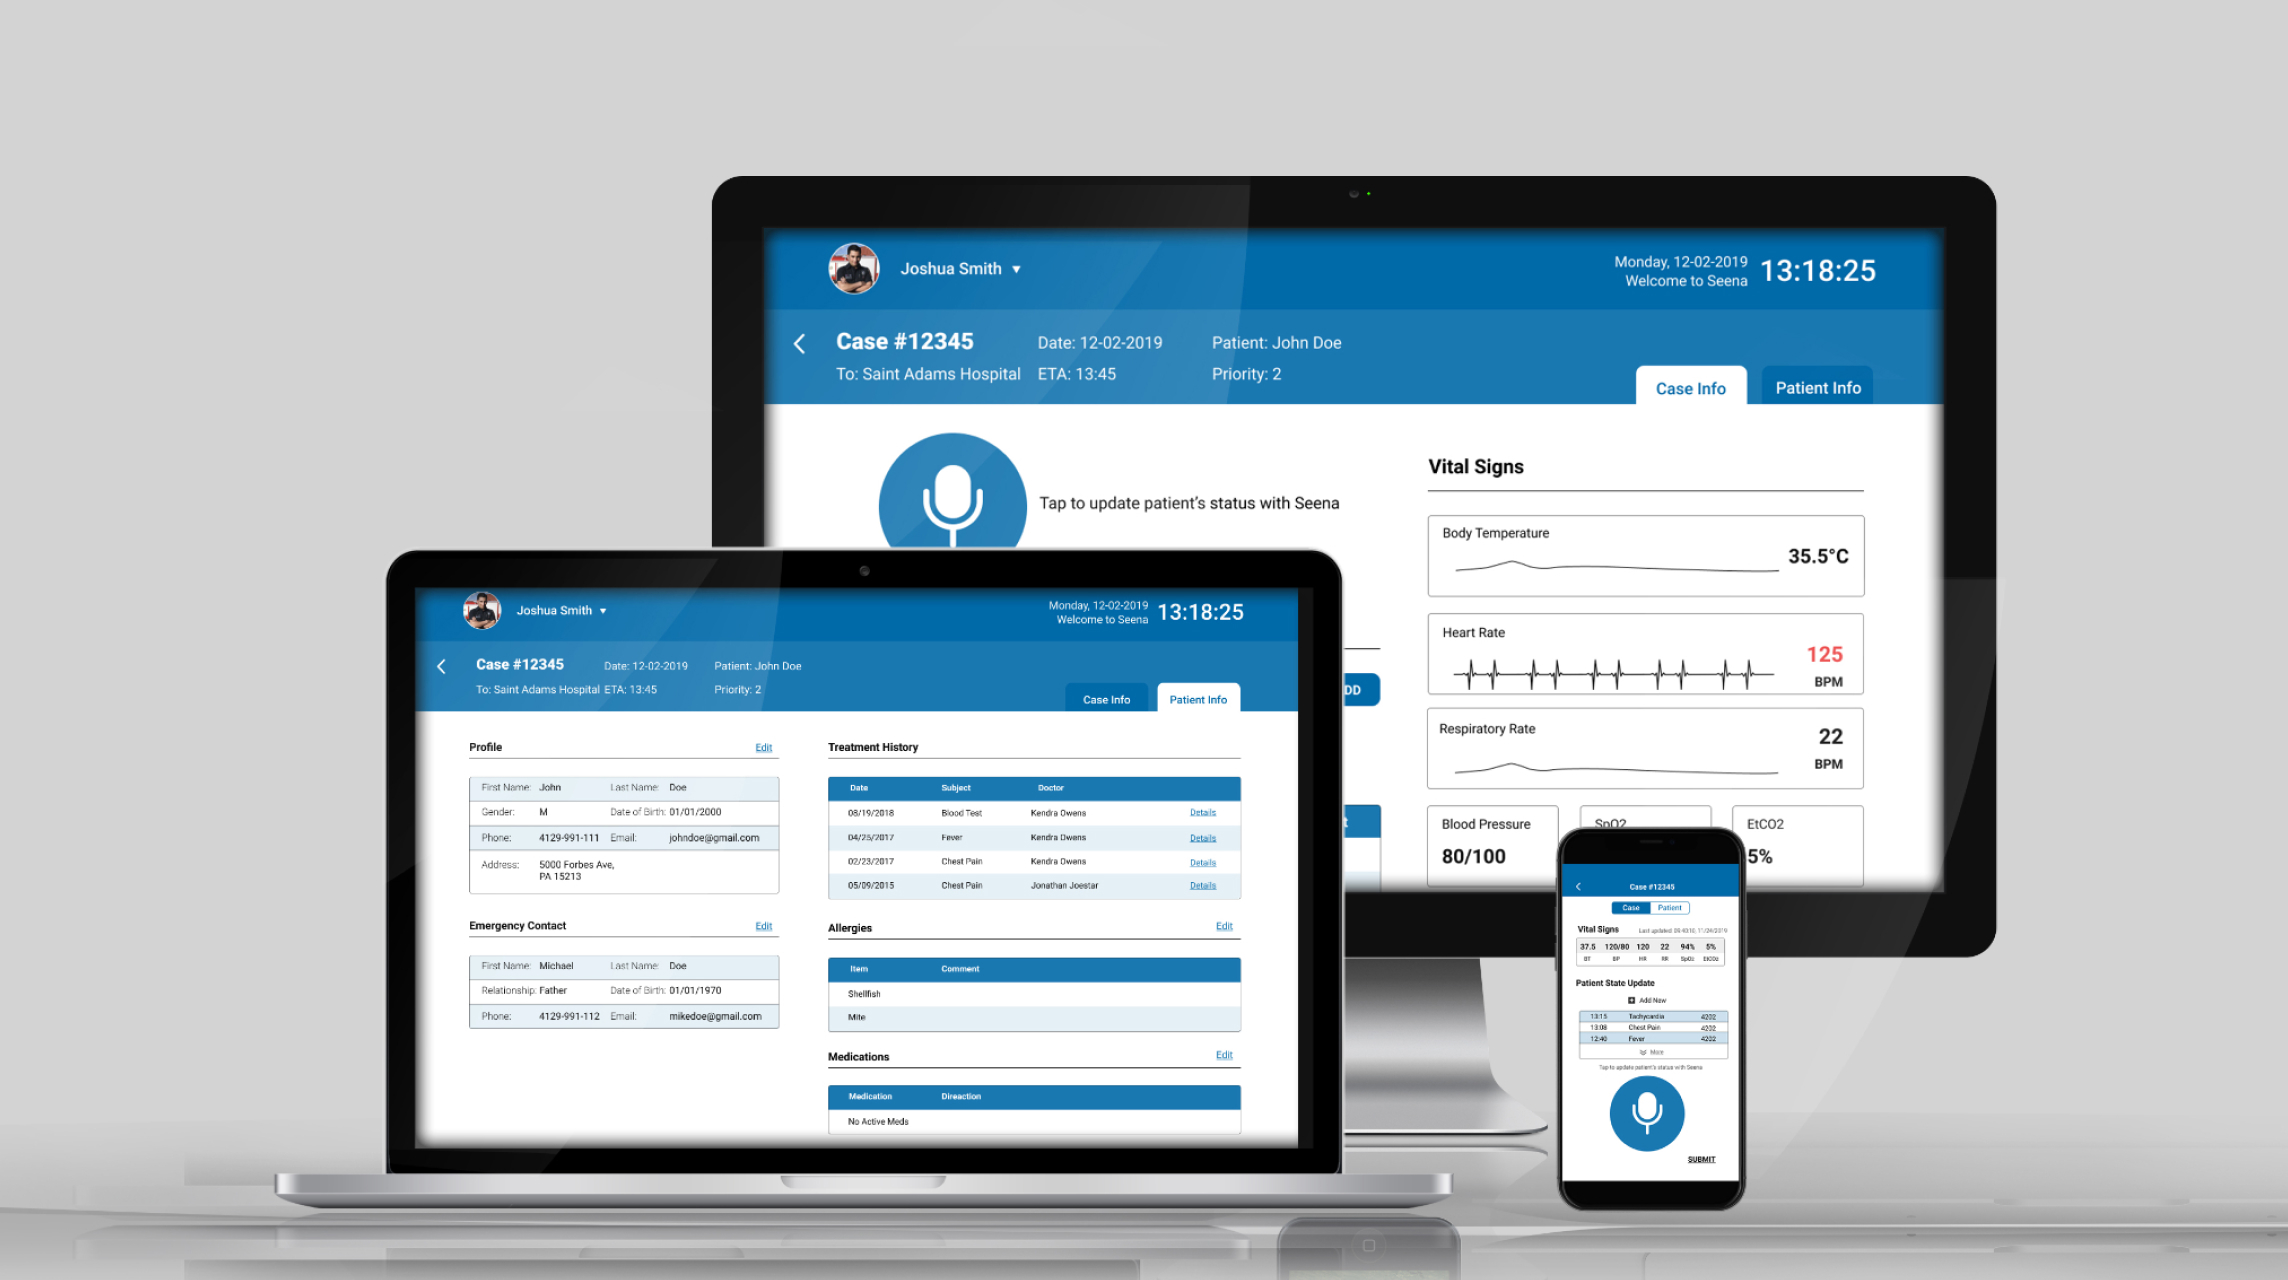 Joshua Smith ▼
Monday, 12-02-2019
Welcome to Seena
13:18:25
Case #12345
Date: 12-02-2019
Patient: John Doe
To: Saint Adams Hospital
ETA: 13:45
Priority: 2
Case Info
Patient Info
Tap to update patient's status with Seena
DD
Vital Signs
Body Temperature
35.5°C
Heart Rate
125
BPM
Respiratory Rate
22
BPM
Blood Pressure
80/100
SpO2
EtCO2
5%
Joshua Smith ▼
Monday, 12-02-2019
Welcome to Seena
13:18:25
Case #12345
Date: 12-02-2019
Patient: John Doe
To: Saint Adams Hospital
ETA: 13:45
Priority: 2
Case Info
Patient Info
Profile
Edit
First Name: John Last Name: Doe
Gender: M Date of Birth: 01/01/2000
Phone: 4129-991-111 Email: johndoe@gmail.com
Address: 5000 Forbes Ave,
PA 15213
Emergency Contact
Edit
First Name: Michael Last Name: Doe
Relationship: Father Date of Birth: 01/01/1970
Phone: 4129-991-112 Email: mikedoe@gmail.com
Treatment History
Date Subject Doctor
08/19/2018 Blood Test Kendra Owens Details
04/25/2017 Fever Kendra Owens Details
02/23/2017 Chest Pain Kendra Owens Details
05/09/2015 Chest Pain Jonathan Joestar Details
Allergies
Edit
Item Comment
Shellfish
Mite
Medications
Edit
Medication Direaction
No Active Meds
Case #12345
Case Patient
Vital Signs
Last updated 09:43:10, 11/24/2019
37.5 120/80 120 22 94% 5%
BT BP HR RR SpO2 EtCO2
Patient State Update
Add New
13:15 Tachycardia 4202
13:08 Chest Pain 4202
12:40 Fever 4202
More
Tap to update patient's status with Seena
SUBMIT